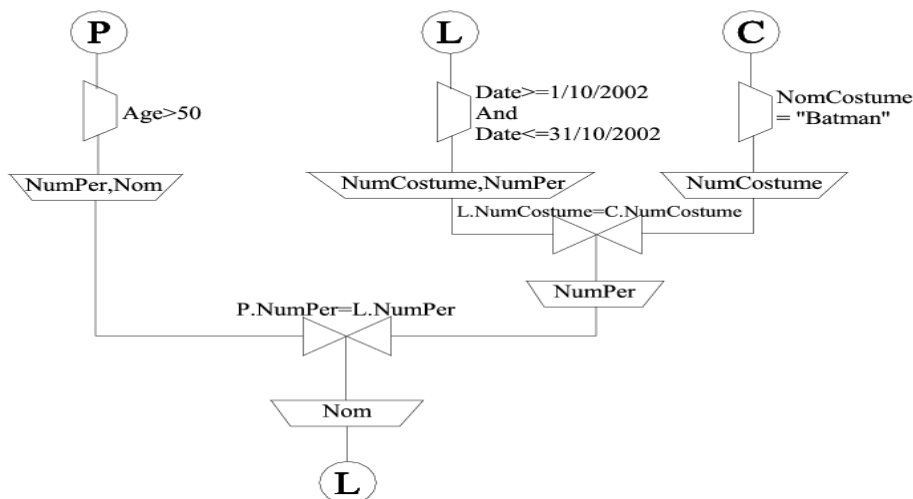 P
L
C
Age>50
Date>=1/10/2002
And
Date<=31/10/2002
NomCostume
= "Batman"
NumPer,Nom
NumCostume,NumPer
NumCostume
L.NumCostume=C.NumCostume
NumPer
P.NumPer=L.NumPer
Nom
L